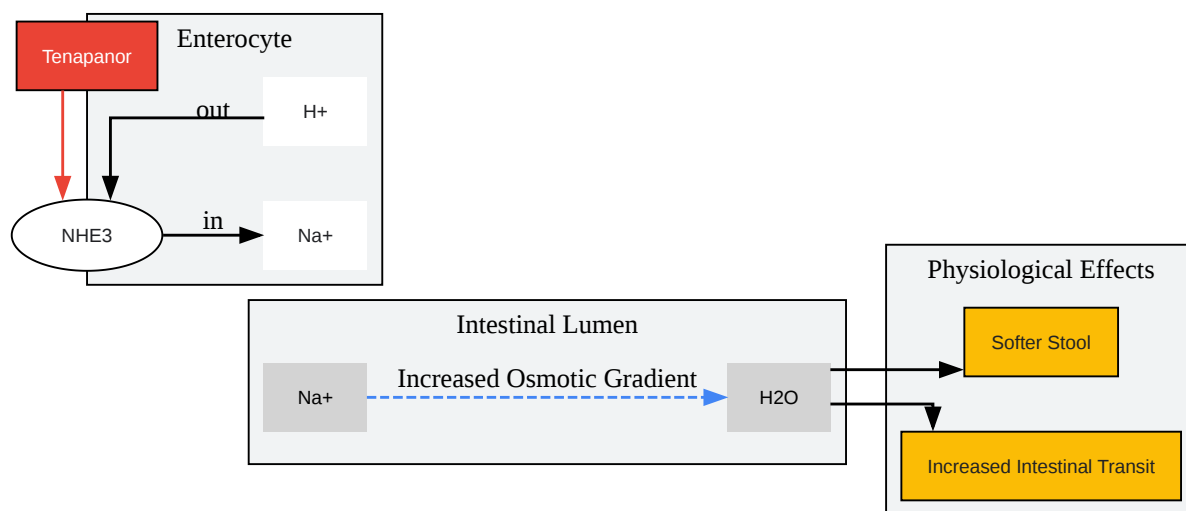 Tenapanor
Enterocyte
out
H+
NHE3
in
Na+
Physiological Effects
Intestinal Lumen
Softer Stool
Na+
Increased Osmotic Gradient
H2O
Increased Intestinal Transit